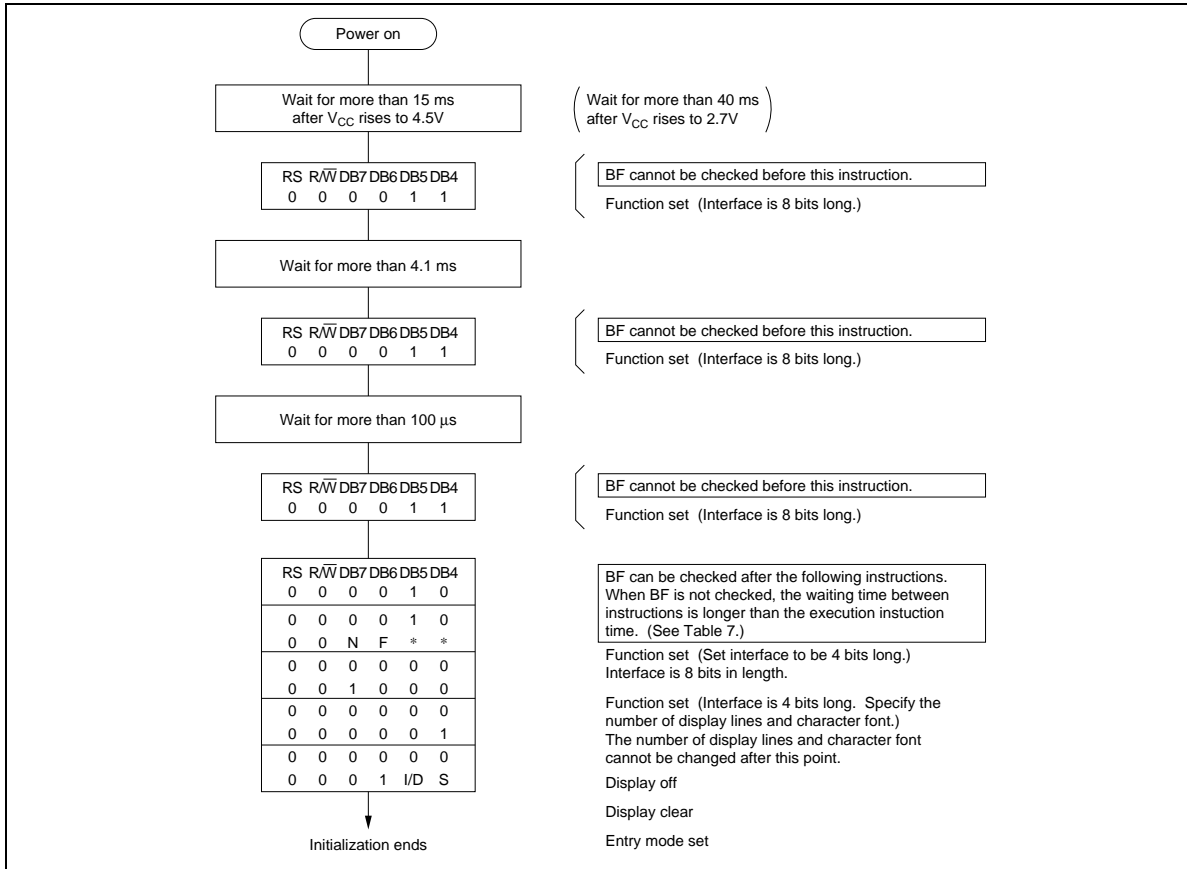 Power on
Wait for more than 15 ms
after VCC rises to 4.5V
Wait for more than 40 ms
after VCC rises to 2.7V
RS R/W DB7 DB6 DB5 DB4
0 0 0 0 1 1
BF cannot be checked before this instruction.
Function set (Interface is 8 bits long.)
Wait for more than 4.1 ms
RS R/W DB7 DB6 DB5 DB4
0 0 0 0 1 1
BF cannot be checked before this instruction.
Function set (Interface is 8 bits long.)
Wait for more than 100 µs
RS R/W DB7 DB6 DB5 DB4
0 0 0 0 1 1
BF cannot be checked before this instruction.
Function set (Interface is 8 bits long.)
RS R/W DB7 DB6 DB5 DB4
0 0 0 0 1 0
0 0 0 0 1 0
0 0 N F * *
0 0 0 0 0 0
0 0 1 0 0 0
0 0 0 0 0 0
0 0 0 0 0 1
0 0 0 0 0 0
0 0 0 1 I/D S
Initialization ends
BF can be checked after the following instructions.
When BF is not checked, the waiting time between
instructions is longer than the execution instuction
time. (See Table 7.)
Function set (Set interface to be 4 bits long.)
Interface is 8 bits in length.
Function set (Interface is 4 bits long. Specify the
number of display lines and character font.)
The number of display lines and character font
cannot be changed after this point.
Display off
Display clear
Entry mode set